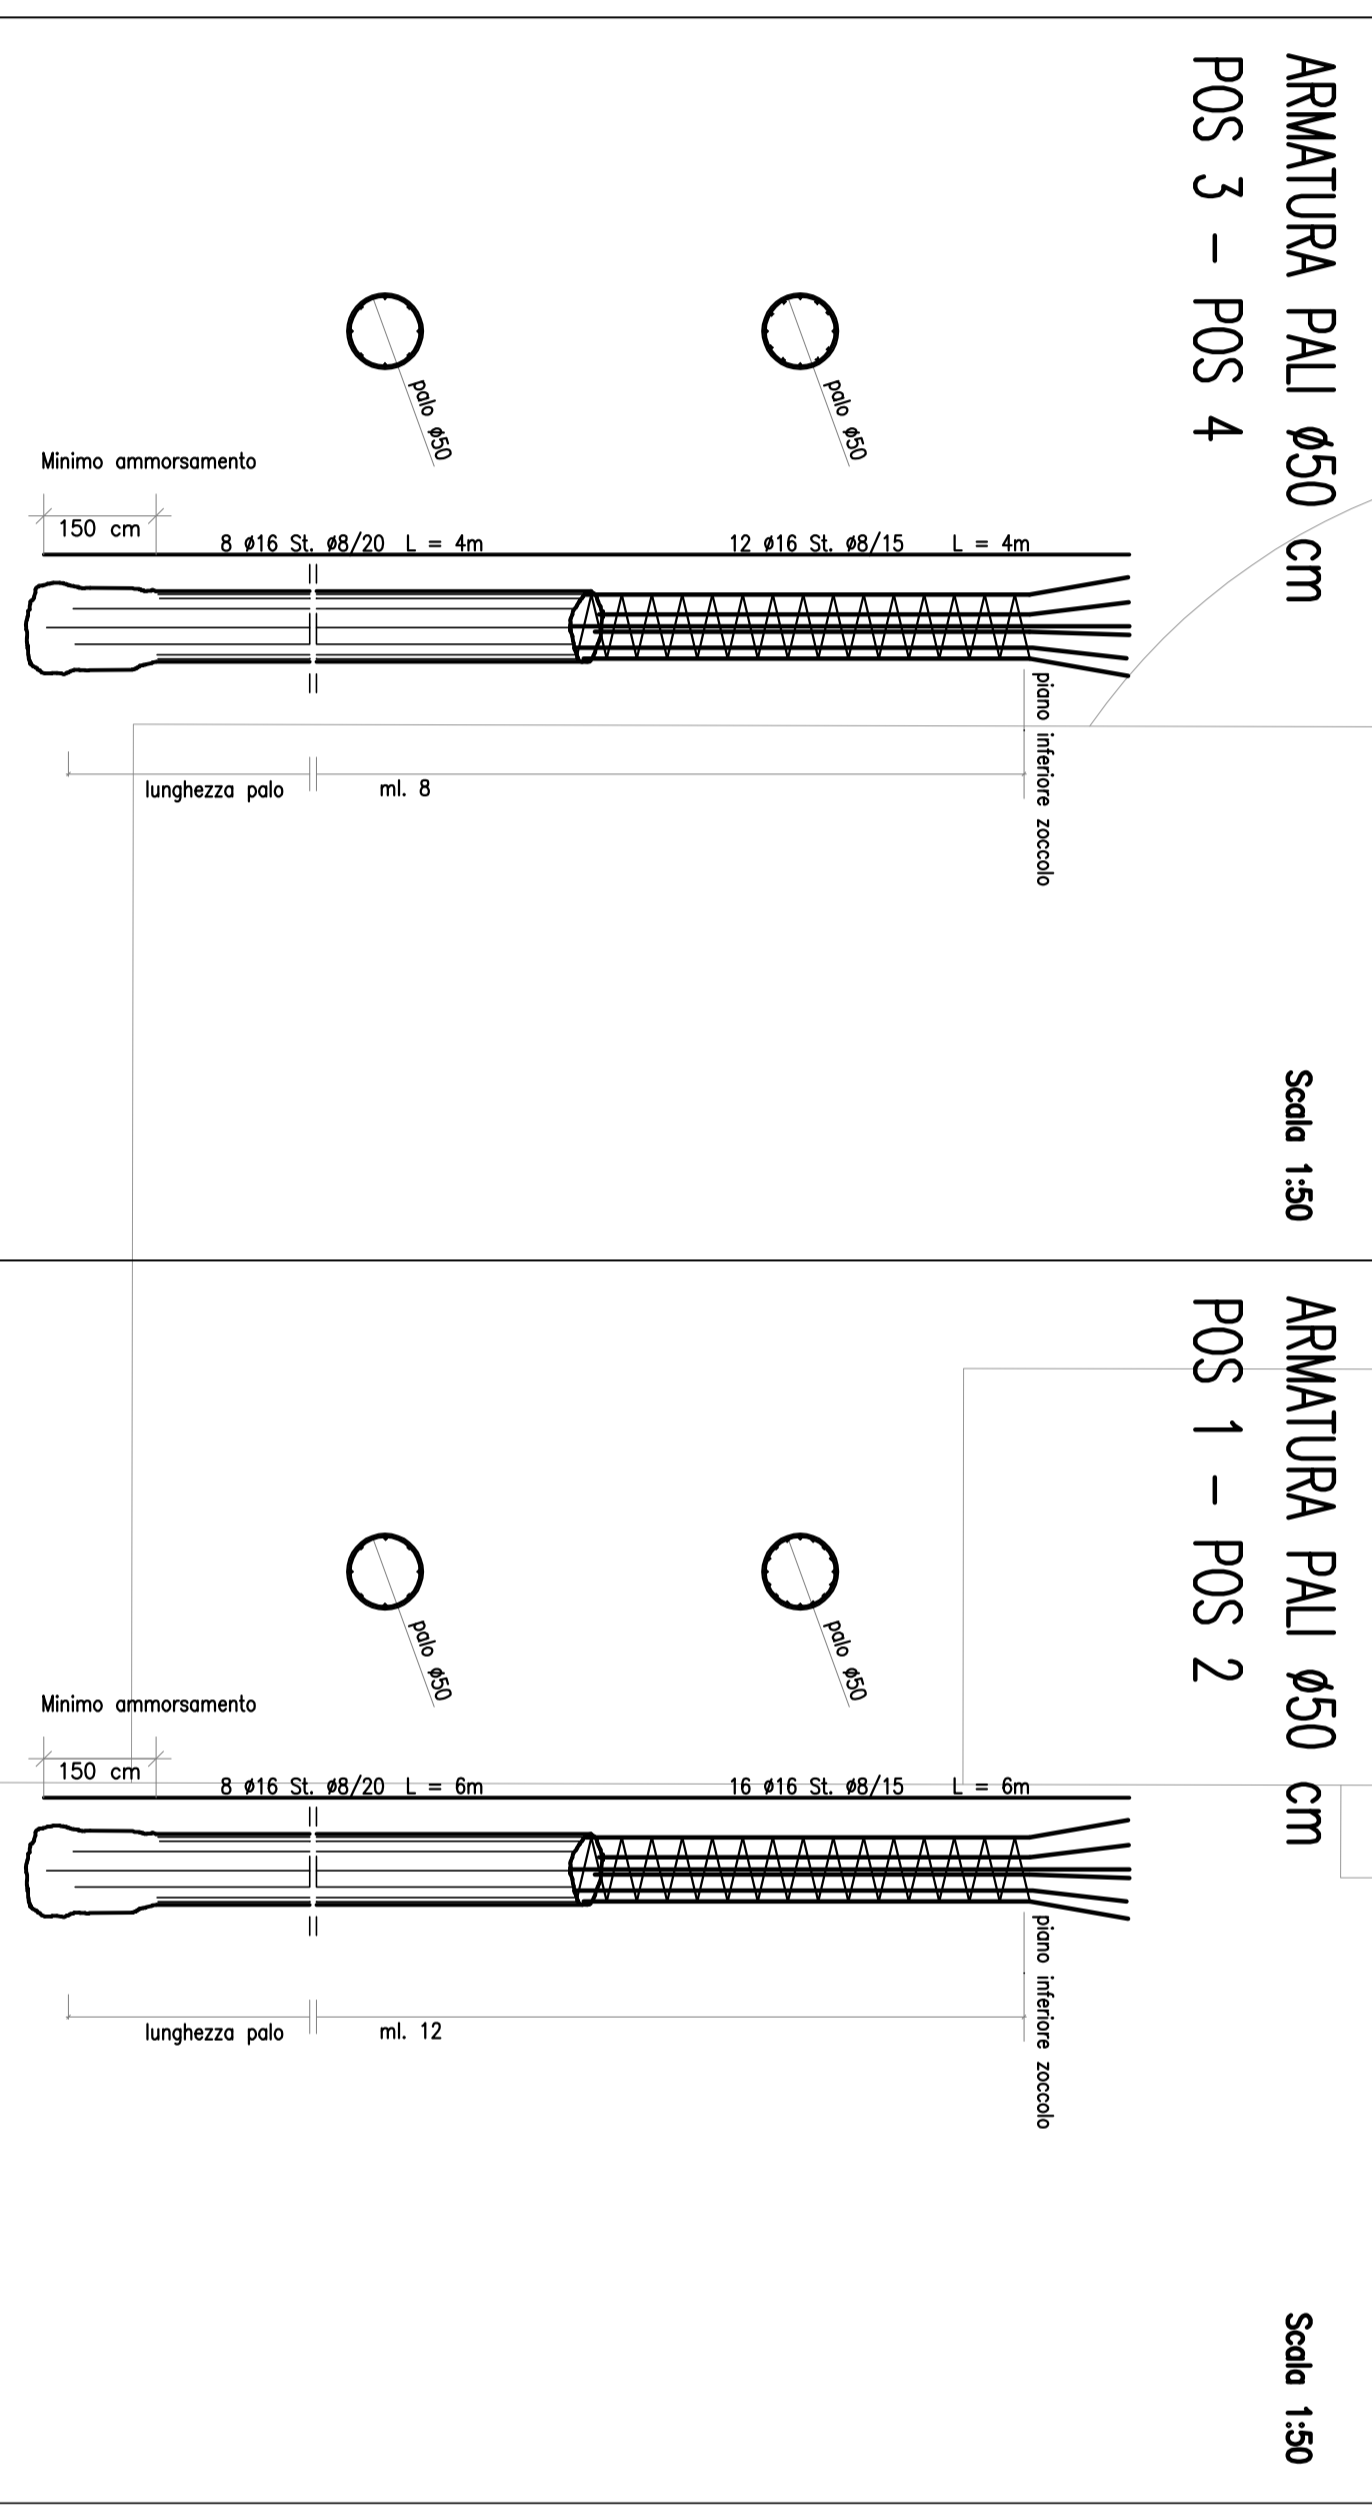 ARMATURA PALI ø50 cm
POS 3 - POS 4
Scala 1:50
palo ø50
palo ø50
Minimo ammorsamento
150 cm
8 ø16 St. ø8/20 L = 4m
12 ø16 St. ø8/15 L = 4m
piano inferiore zoccolo
lunghezza palo
ml. 8
ARMATURA PALI ø50 cm
POS 1 - POS 2
Scala 1:50
palo ø50
palo ø50
Minimo ammorsamento
150 cm
8 ø16 St. ø8/20 L = 6m
16 ø16 St. ø8/15 L = 6m
piano inferiore zoccolo
lunghezza palo
ml. 12